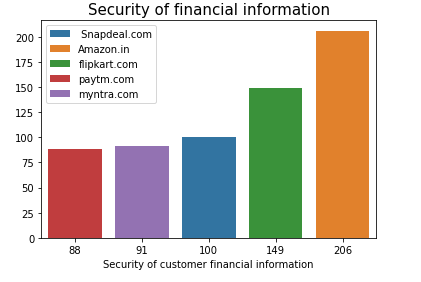 Security of financial information
200
175
150
125
100
75
50
25
0
Snapdeal.com
Amazon.in
flipkart.com
paytm.com
myntra.com
88 91 100 149 206
Security of customer financial information